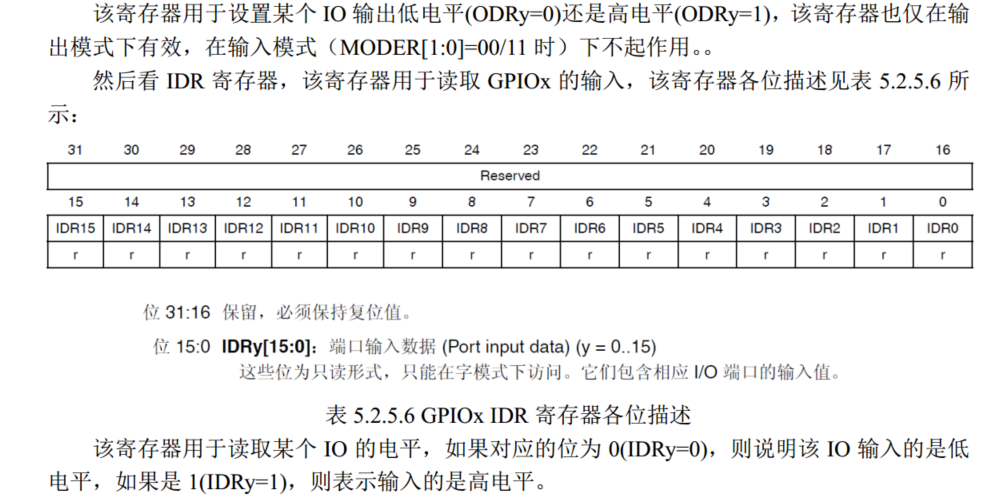 该寄存器用于设置某个 IO 输出低电平(ODRy=0)还是高电平(ODRy=1)，该寄存器也仅在输
出模式下有效，在输入模式（MODER[1:0]=00/11 时）下不起作用。。
然后看 IDR 寄存器，该寄存器用于读取 GPIOx 的输入，该寄存器各位描述见表 5.2.5.6 所
示：
31 30 29 28 27 26 25 24 23 22 21 20 19 18 17 16
Reserved
15 14 13 12 11 10 9 8 7 6 5 4 3 2 1 0
IDR15 IDR14 IDR13 IDR12 IDR11 IDR10 IDR9 IDR8 IDR7 IDR6 IDR5 IDR4 IDR3 IDR2 IDR1 IDR0
r r r r r r r r r r r r r r r r
位 31:16 保留，必须保持复位值。
位 15:0 IDRy[15:0]：端口输入数据 (Port input data) (y = 0..15)
这些位为只读形式，只能在字模式下访问。它们包含相应 I/O 端口的输入值。
表 5.2.5.6 GPIOx IDR 寄存器各位描述
该寄存器用于读取某个 IO 的电平，如果对应的位为 0(IDRy=0)，则说明该 IO 输入的是低
电平，如果是 1(IDRy=1)，则表示输入的是高电平。